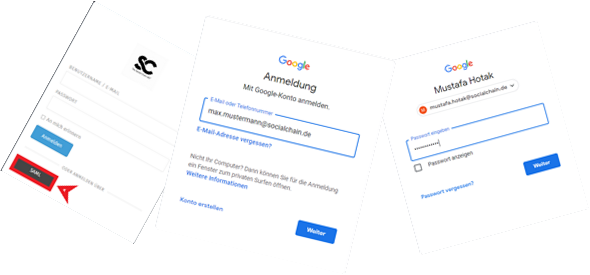 SC
BENUTZERNAME / E-MAIL
PASSWORT
An mich erinnern
Anmelden
ODER ANMELDEN ÜBER
SAML
Google
Anmeldung
Mit Google-Konto anmelden.
E-Mail oder Telefonnummer
max.mustermann@socialchain.de
E-Mail-Adresse vergessen?
Nicht Ihr Computer? Dann können Sie für die Anmeldung
ein Fenster zum privaten Surfen öffnen.
Weitere Informationen
Konto erstellen
Weiter
Google
Mustafa Hotak
M
mustafa.hotak@socialchain.de
Passwort eingeben
Passwort anzeigen
Passwort vergessen?
Weiter